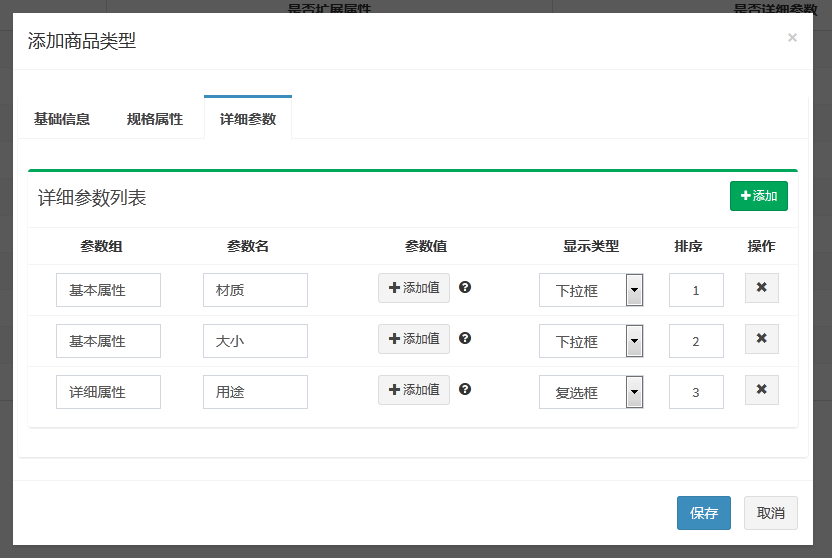 是否扩展属性 是否详细参数
添加商品类型 ×
基础信息 规格属性 详细参数
详细参数列表 添加
参数组 参数名 参数值 显示类型 排序 操作
基本属性 材质 添加值 下拉框 1
基本属性 大小 添加值 下拉框 2
详细属性 用途 添加值 复选框 3
保存 取消